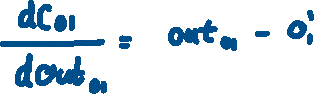 dC₀₁ / dout₀₁ = out₀₁ - o₁'